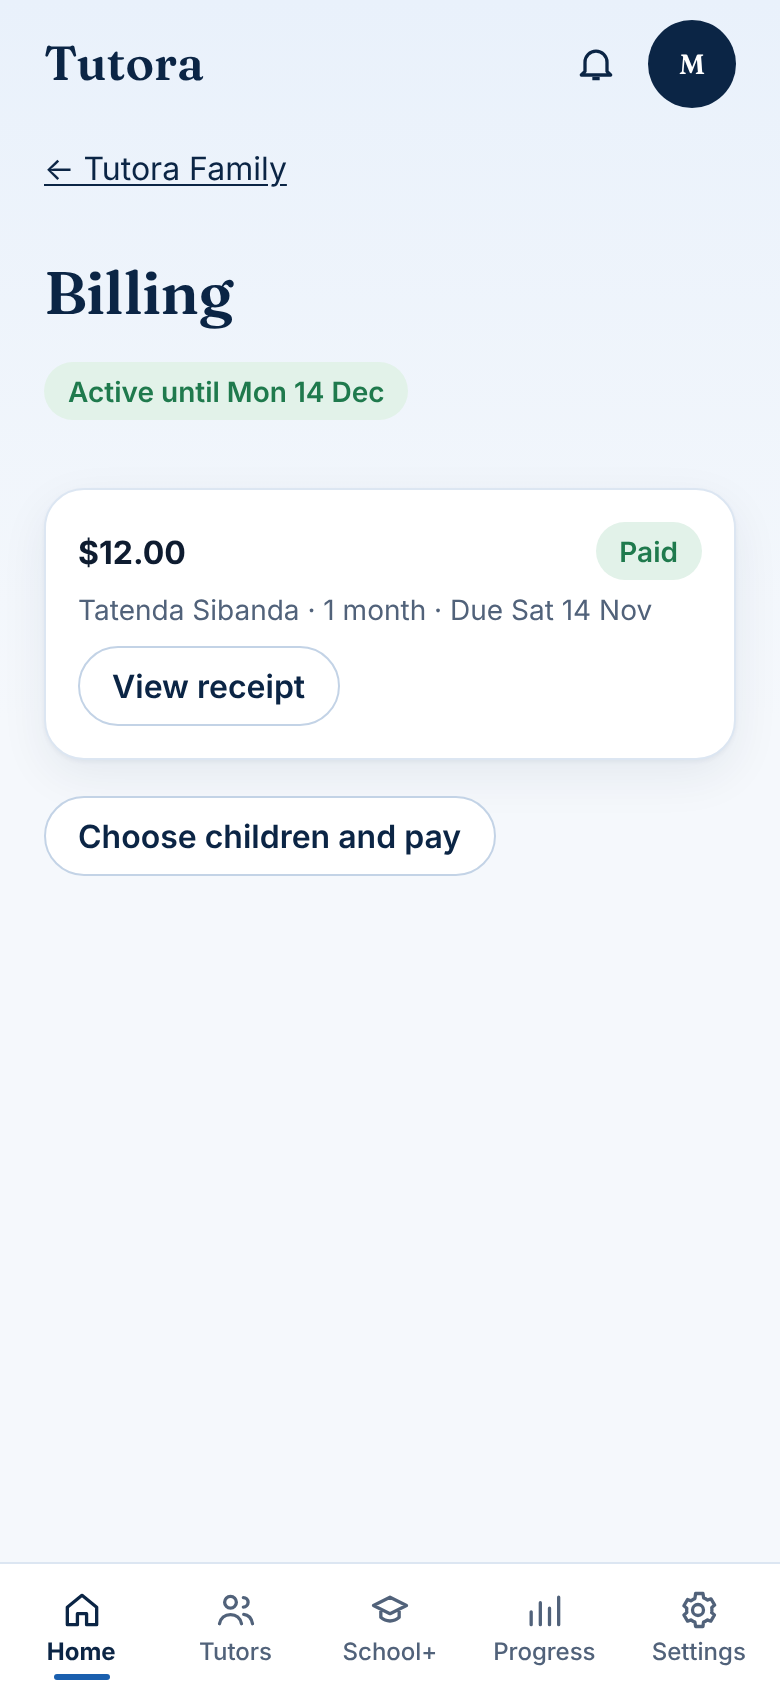 Tutora
M
← Tutora Family
Billing
Active until Mon 14 Dec
$12.00
Paid
Tatenda Sibanda · 1 month · Due Sat 14 Nov
View receipt
Choose children and pay
Home
Tutors
School+
Progress
Settings